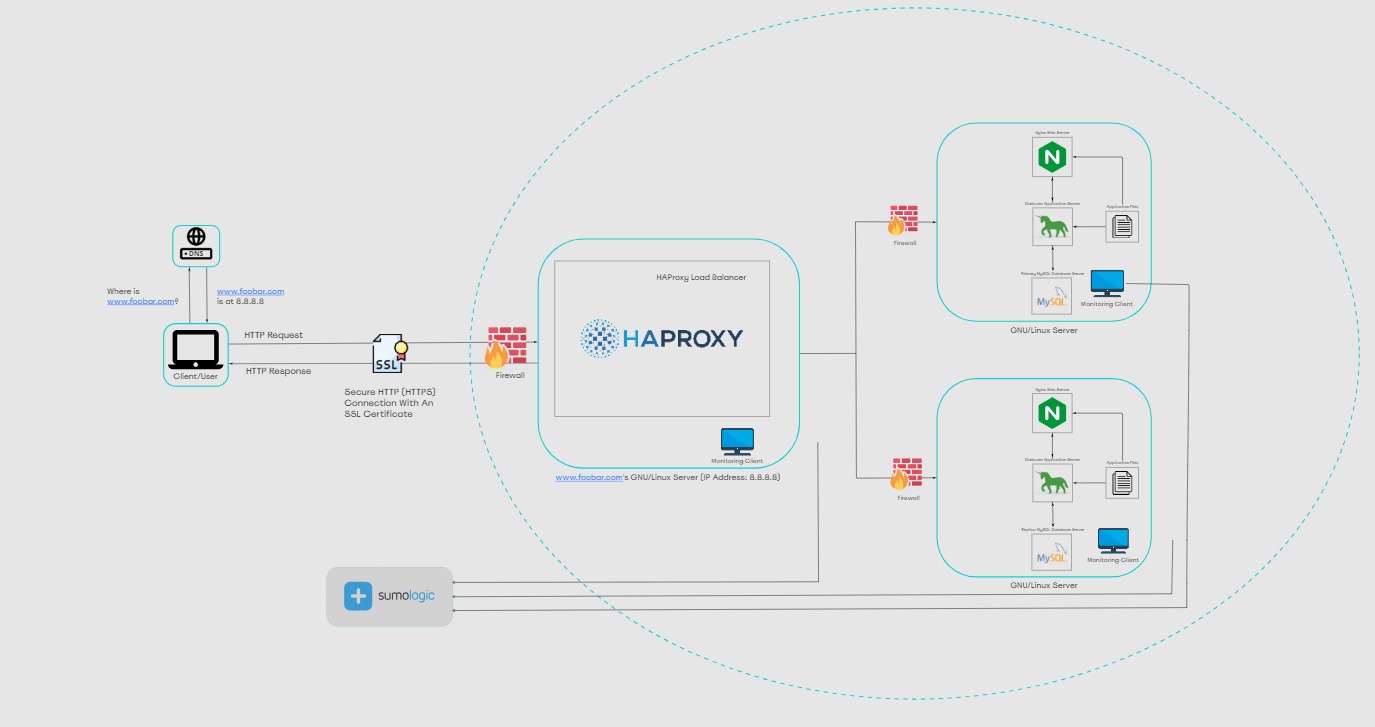 DNS
Where is
www.foobar.com?
www.foobar.com
is at 8.8.8.8
Client/User
HTTP Request
HTTP Response
SSL
Secure HTTP (HTTPS)
Connection With An
SSL Certificate
Firewall
HAProxy Load Balancer
HAPROXY
Monitoring Client
www.foobar.com's GNU/Linux Server (IP Address: 8.8.8.8)
Firewall
Nginx Web Server
N
Application Server
Application Files
Primary MySQL Database Server
MySQL
Monitoring Client
GNU/Linux Server
Firewall
Nginx Web Server
N
Application Server
Application Files
Replica MySQL Database Server
MySQL
Monitoring Client
GNU/Linux Server
sumologic